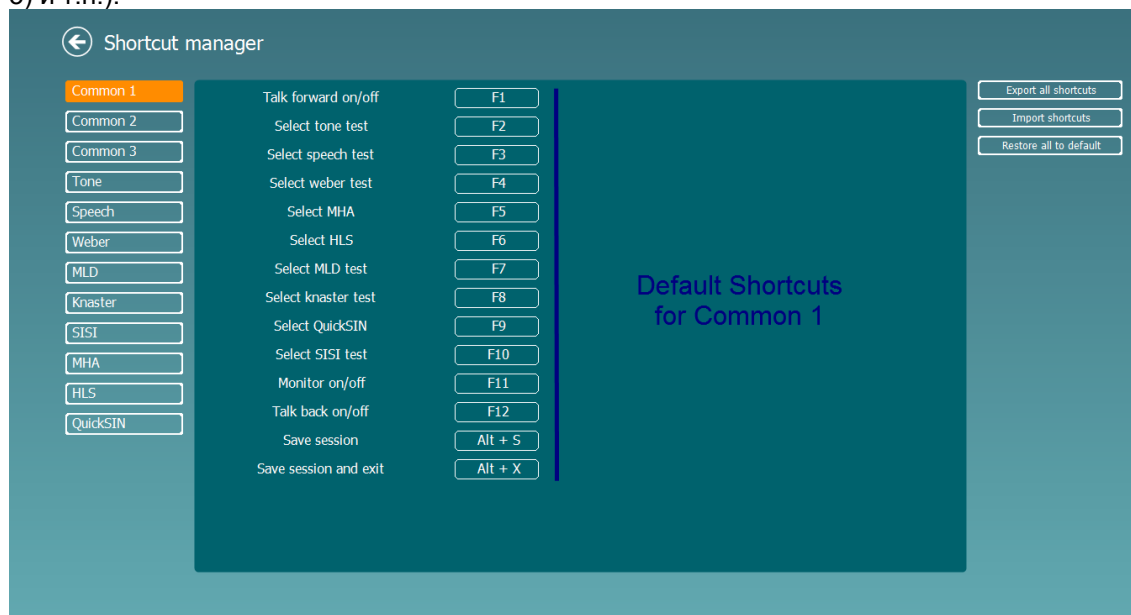 Shortcut manager
Common 1
Common 2
Common 3
Tone
Speech
Weber
MLD
Knaster
SISI
MHA
HLS
QuickSIN
Talk forward on/off F1
Select tone test F2
Select speech test F3
Select weber test F4
Select MHA F5
Select HLS F6
Select MLD test F7
Select knaster test F8
Select QuickSIN F9
Select SISI test F10
Monitor on/off F11
Talk back on/off F12
Save session Alt + S
Save session and exit Alt + X
Default Shortcuts
for Common 1
Export all shortcuts
Import shortcuts
Restore all to default